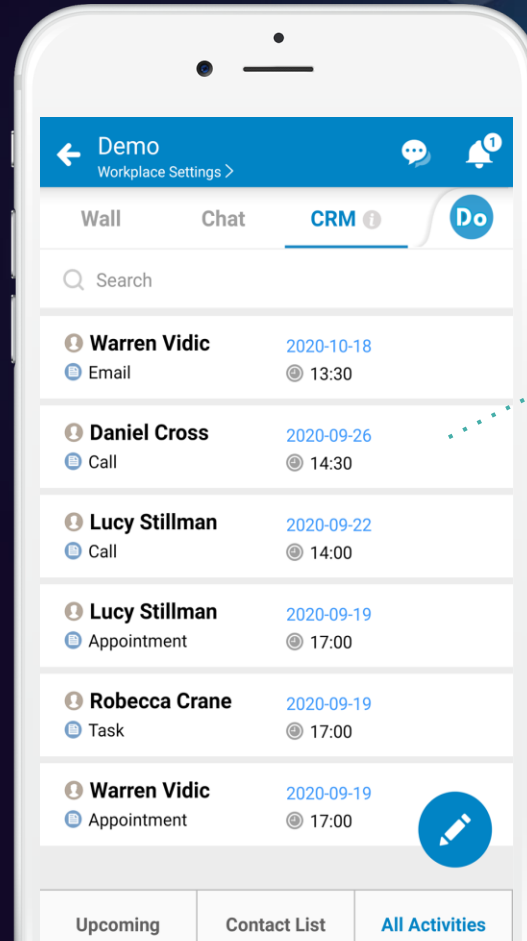 Demo
Workplace Settings >
1
Wall Chat CRM i Do
Search
Warren Vidic 2020-10-18
Email 13:30
Daniel Cross 2020-09-26
Call 14:30
Lucy Stillman 2020-09-22
Call 14:00
Lucy Stillman 2020-09-19
Appointment 17:00
Robecca Crane 2020-09-19
Task 17:00
Warren Vidic 2020-09-19
Appointment 17:00
Upcoming Contact List All Activities